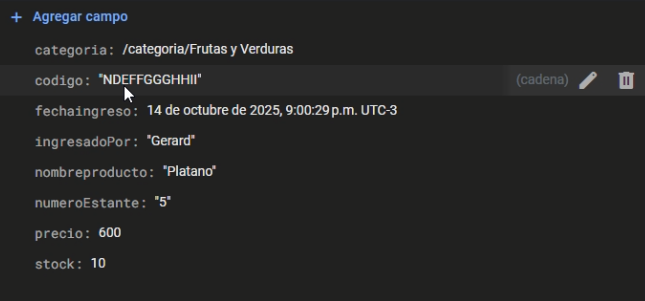 + Agregar campo
categoria: /categoria/Frutas y Verduras
codigo: "NDEFFGGGHHII" (cadena)
fechaingreso: 14 de octubre de 2025, 9:00:29 p.m. UTC-3
ingresadoPor: "Gerard"
nombreproducto: "Platano"
numeroEstante: "5"
precio: 600
stock: 10